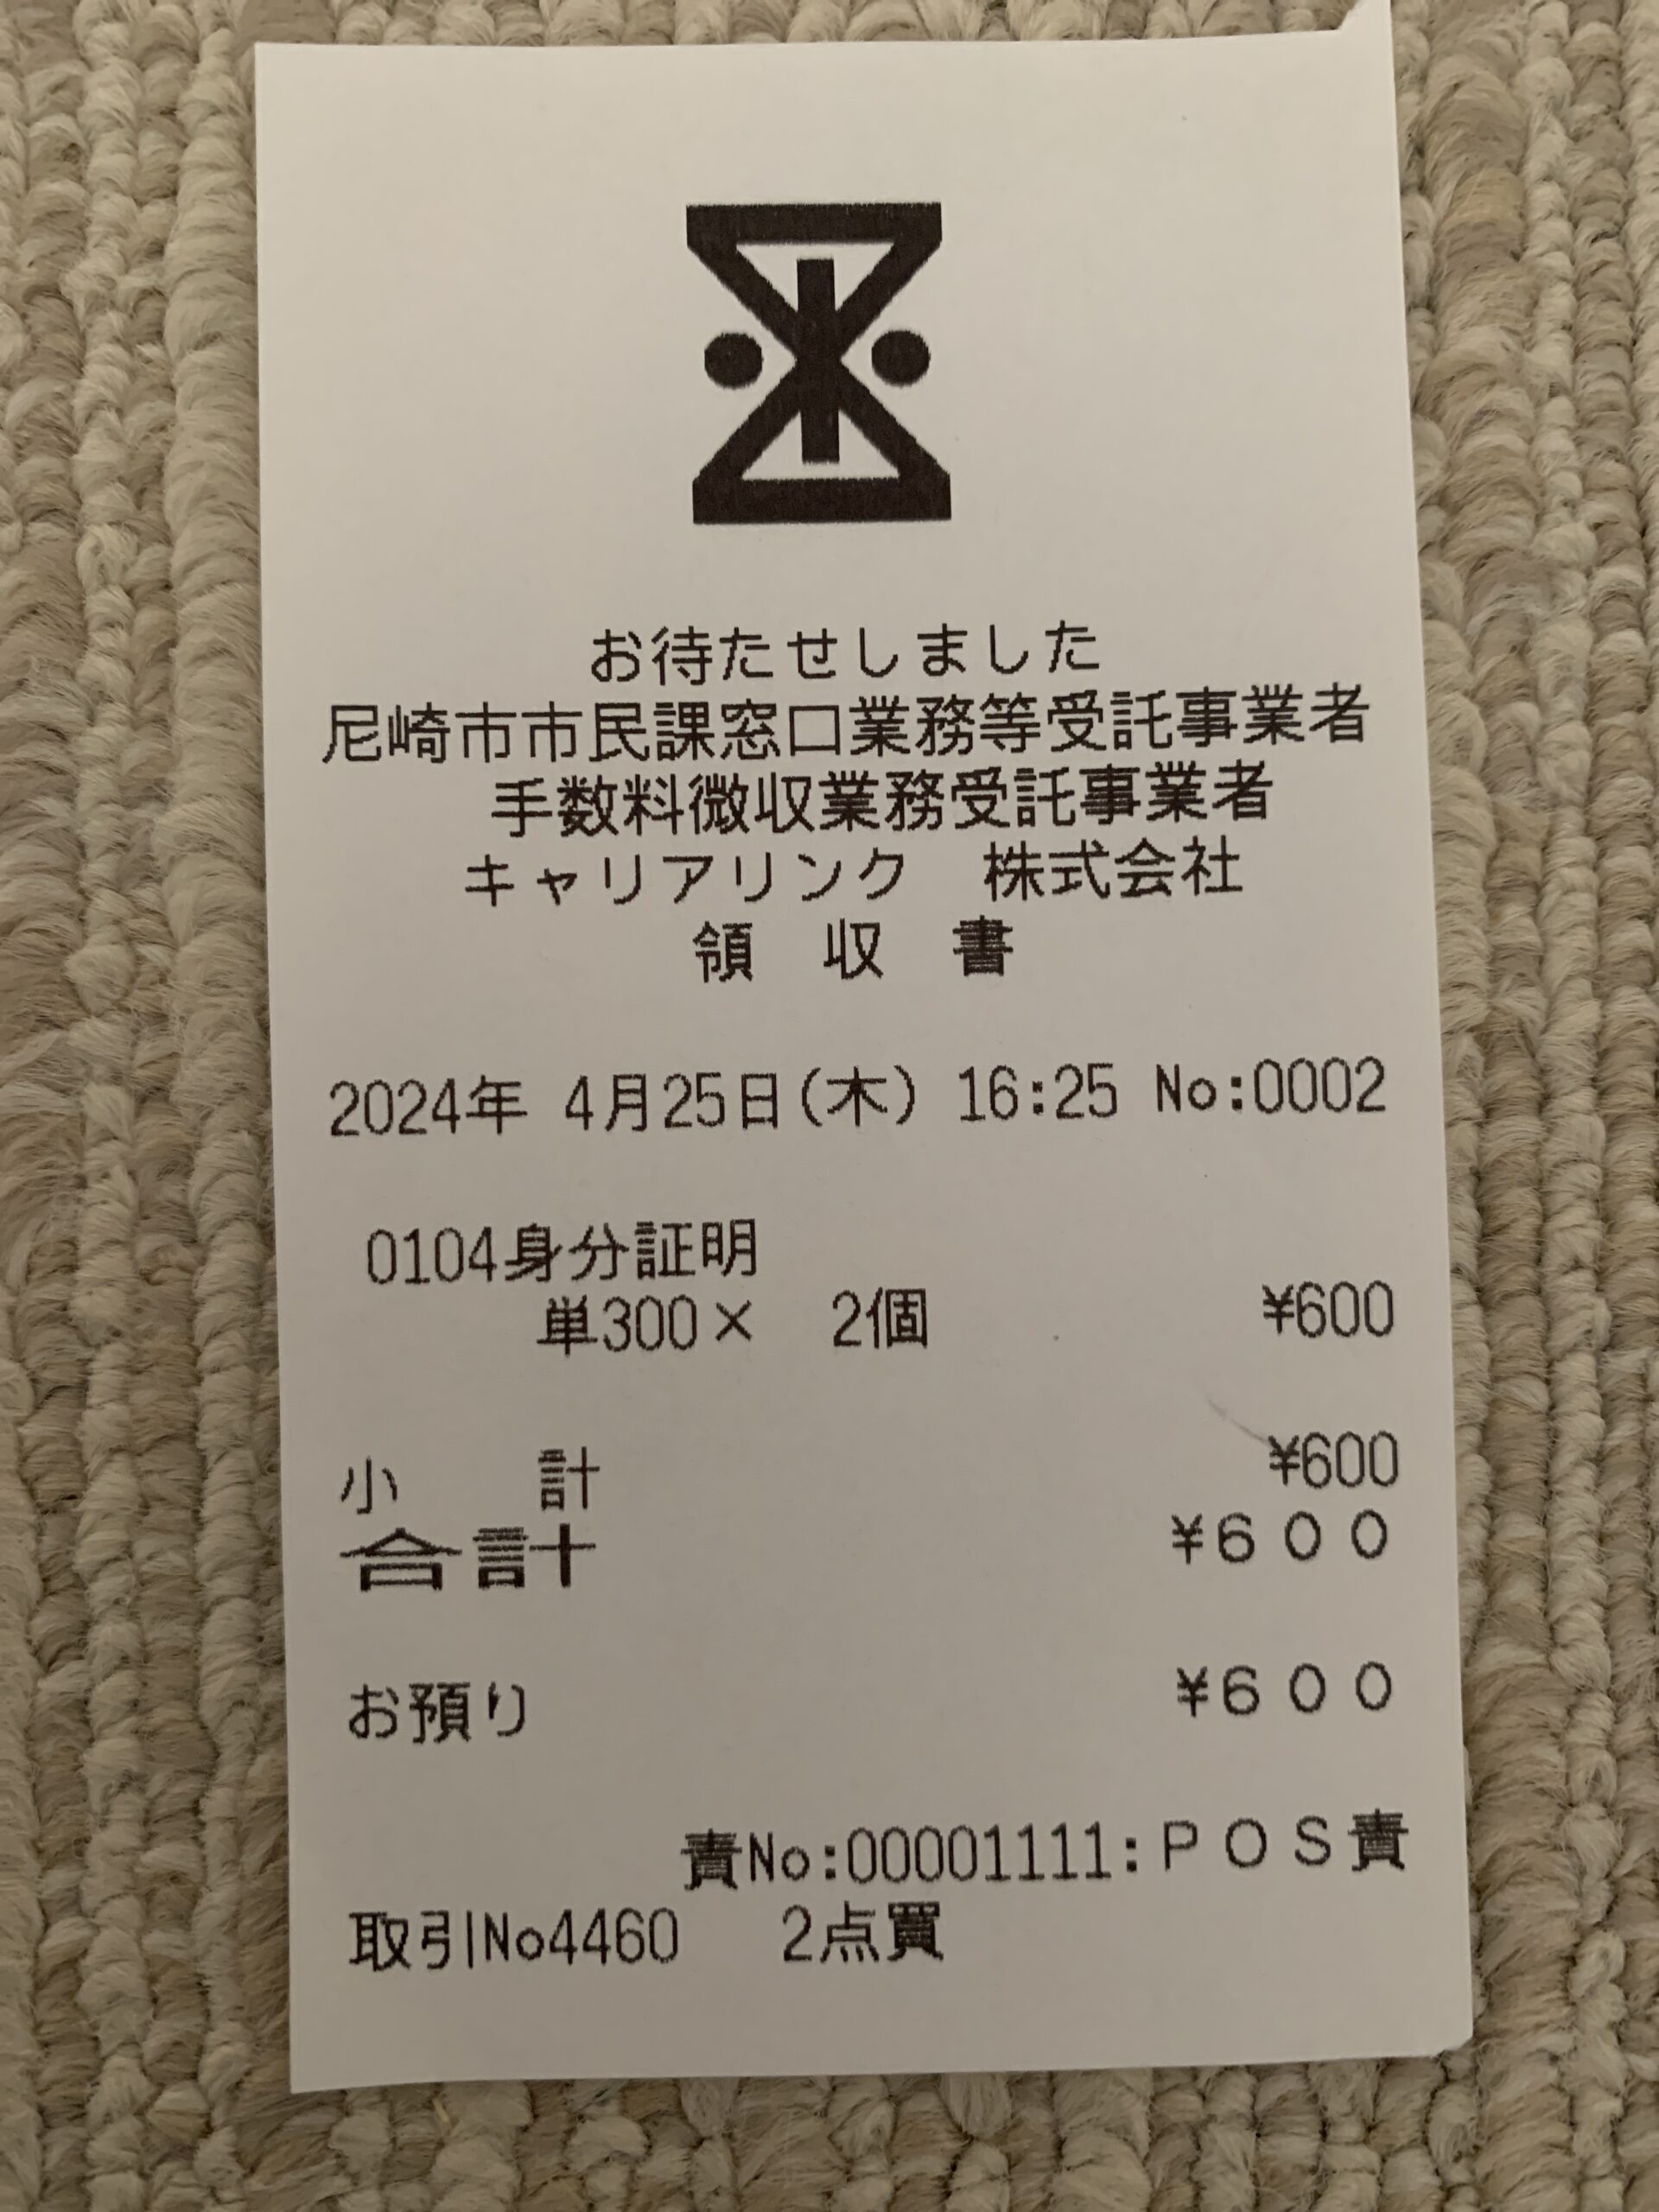 お待たせしました
尼崎市市民課窓口業務等受託事業者
手数料微収業務受託事業者
キャリアリンク　株式会社
領　収　書
2024年 4月25日(木) 16:25 No:0002
0104身分証明
単300×　2個　¥600
小　計　¥600
合計　¥６００
お預り　¥６００
責No:00001111:ＰＯＳ責
取引No4460　2点買